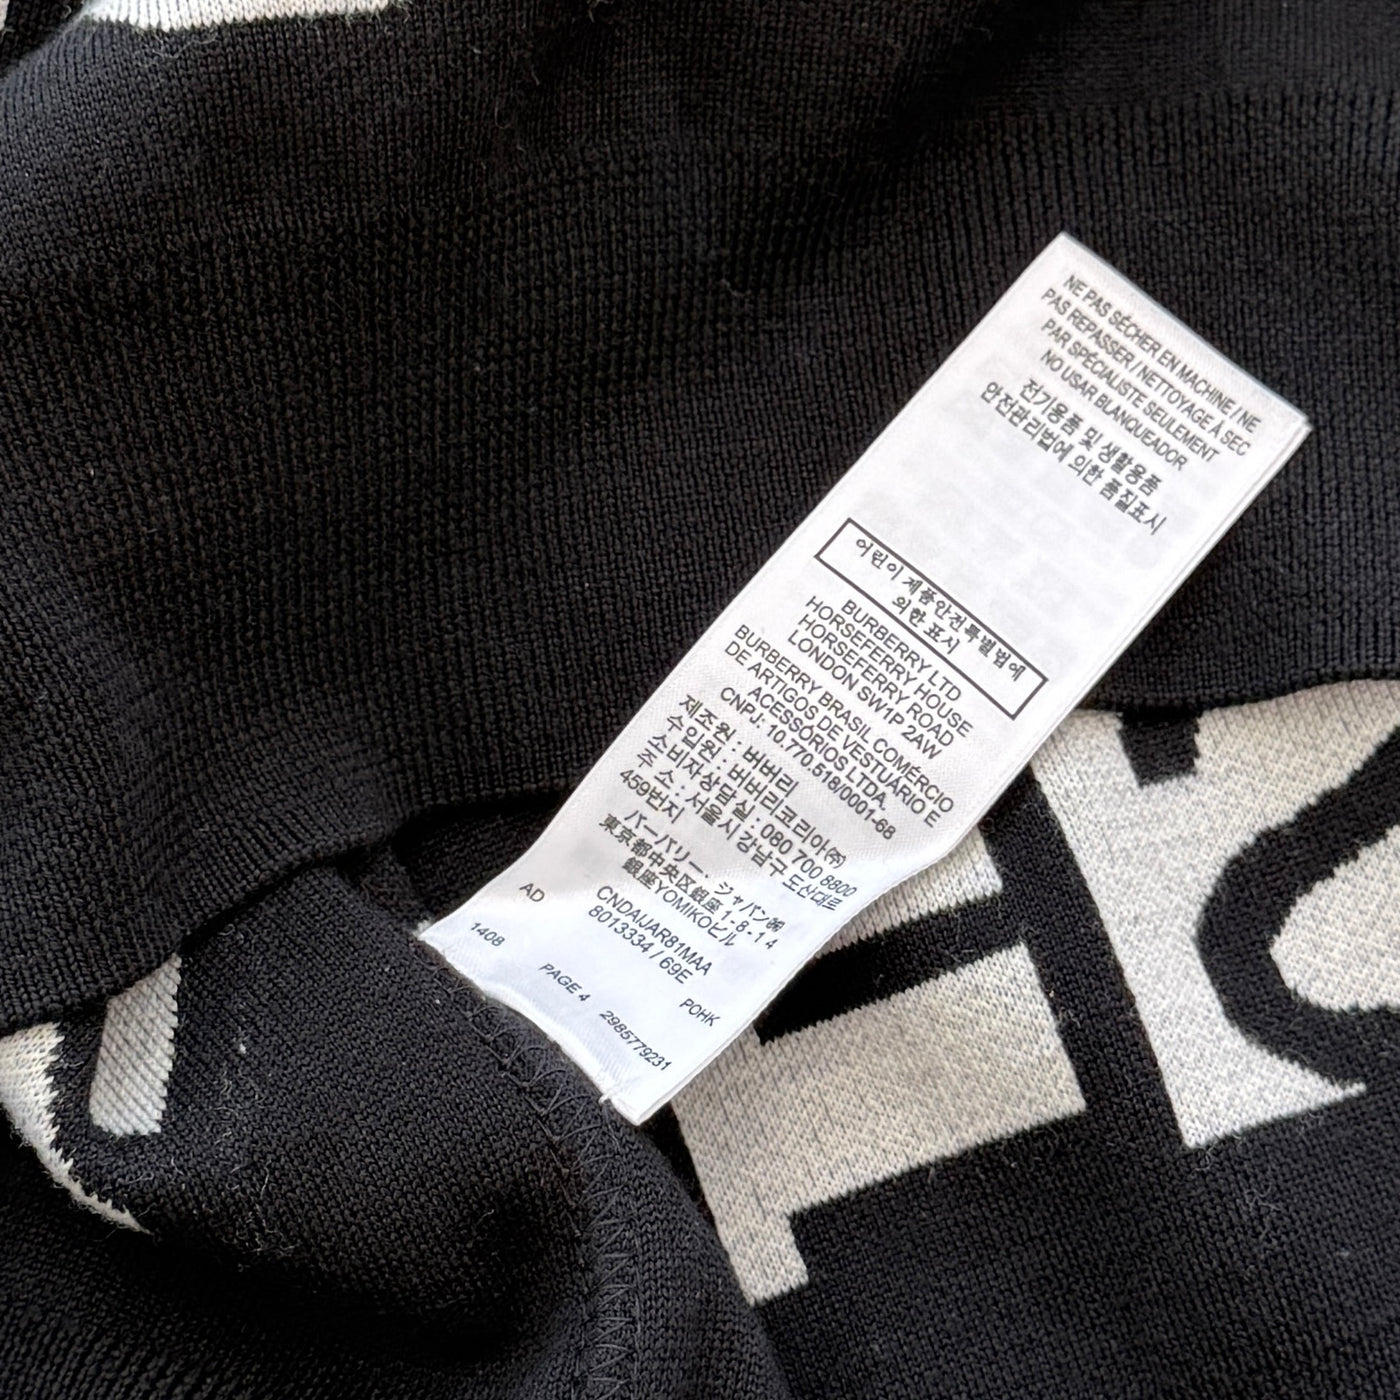 NE PAS SÉCHER EN MACHINE / NE
PAS REPASSER / NETTOYAGE À SEC
PAR SPÉCIALISTE SEULEMENT
NO USAR BLANQUEADOR
전기용품 및 생활용품
안전관리법에 의한 품질표시
어린이 제품안전특별법에
의한 표시
BURBERRY LTD
HORSEFERRY HOUSE
HORSEFERRY ROAD
LONDON SW1P 2AW
BURBERRY BRASIL COMÉRCIO
DE ARTIGOS DE VESTUÁRIO E
ACESSÓRIOS LTDA.
CNPJ: 10.770.518/0001-68
제조원 : 버버리
수입원 : 버버리코리아(주)
소비자상담실 : 080 700 8800
주 소 : 서울시 강남구 도산대로
459번지
バーバリー. ジャパン㈱
東京都中央区銀座 1-8-14
銀座YOMIKOビル
CNDAIJAR81MAA
8013334 / 69E
AD
POHK
1408
PAGE 4
2985779231